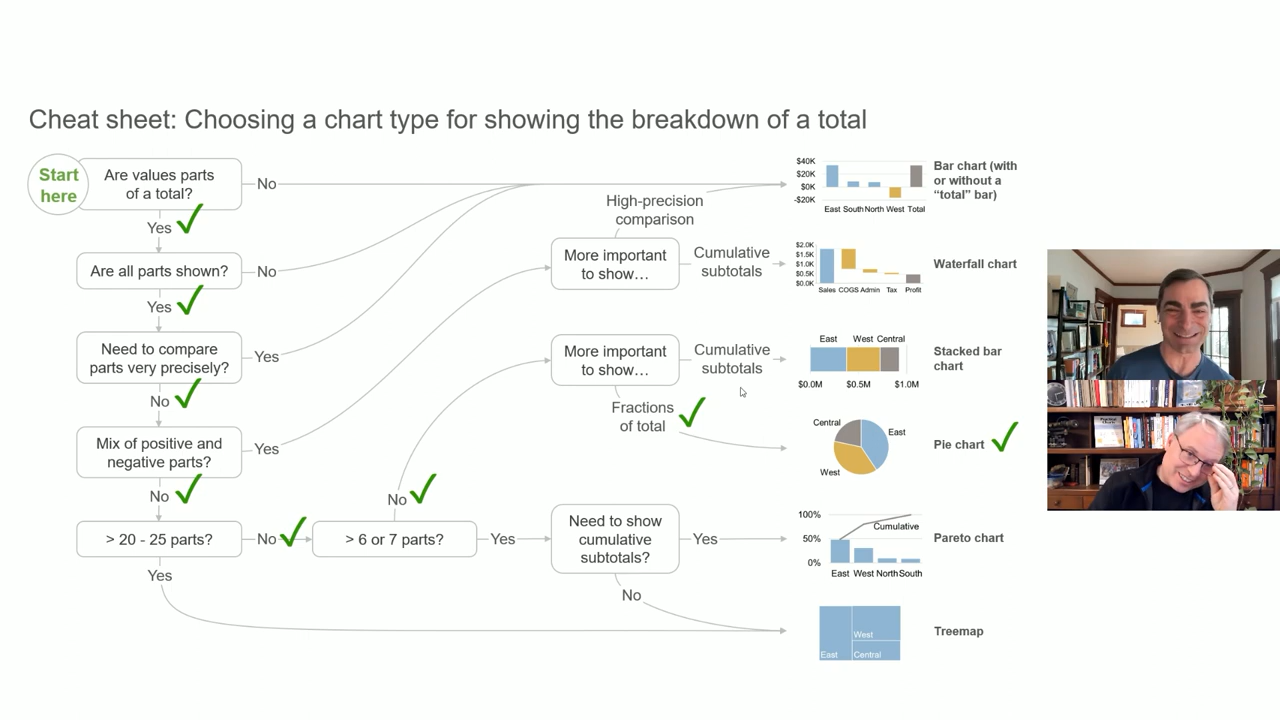 Cheat sheet: Choosing a chart type for showing the breakdown of a total
Start
here
Are values parts
of a total?
No
Yes
Are all parts shown?
No
Yes
Need to compare
parts very precisely?
Yes
No
Mix of positive and
negative parts?
Yes
No
> 20 - 25 parts?
No
Yes
> 6 or 7 parts?
No
Yes
High-precision
comparison
More important
to show…
Cumulative
subtotals
More important
to show…
Cumulative
subtotals
Fractions
of total
Need to show
cumulative
subtotals?
Yes
No
$40K
$20K
$0K
-$20K
East South North West Total
Bar chart (with
or without a
“total” bar)
$2.0K
$1.5K
$1.0K
$0.5K
$0.0K
Sales COGS Admin Tax Profit
Waterfall chart
East West Central
$0.0M $0.5M $1.0M
Stacked bar
chart
Central
East
West
Pie chart
100%
50%
0%
Cumulative
East West North South
Pareto chart
West
East Central
Treemap